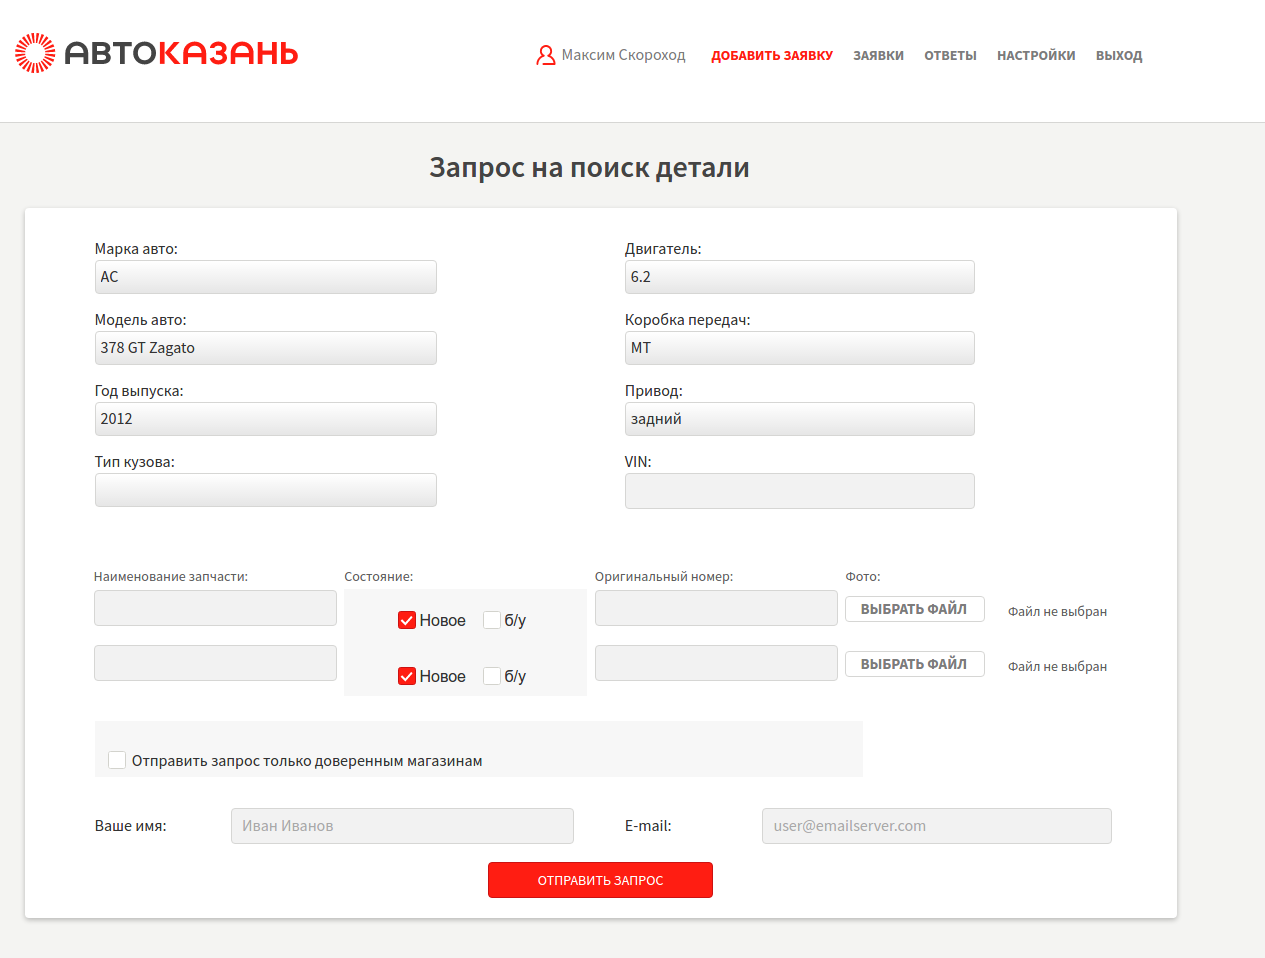 АВТОКАЗАНЬ
Максим Скороход ДОБАВИТЬ ЗАЯВКУ ЗАЯВКИ ОТВЕТЫ НАСТРОЙКИ ВЫХОД
Запрос на поиск детали
Марка авто: Двигатель:
AC 6.2
Модель авто: Коробка передач:
378 GT Zagato MT
Год выпуска: Привод:
2012 задний
Тип кузова: VIN:
Наименование запчасти: Состояние: Оригинальный номер: Фото:
Новое б/у ВЫБРАТЬ ФАЙЛ Файл не выбран
Новое б/у ВЫБРАТЬ ФАЙЛ Файл не выбран
Отправить запрос только доверенным магазинам
Ваше имя: Иван Иванов E-mail: user@emailserver.com
ОТПРАВИТЬ ЗАПРОС